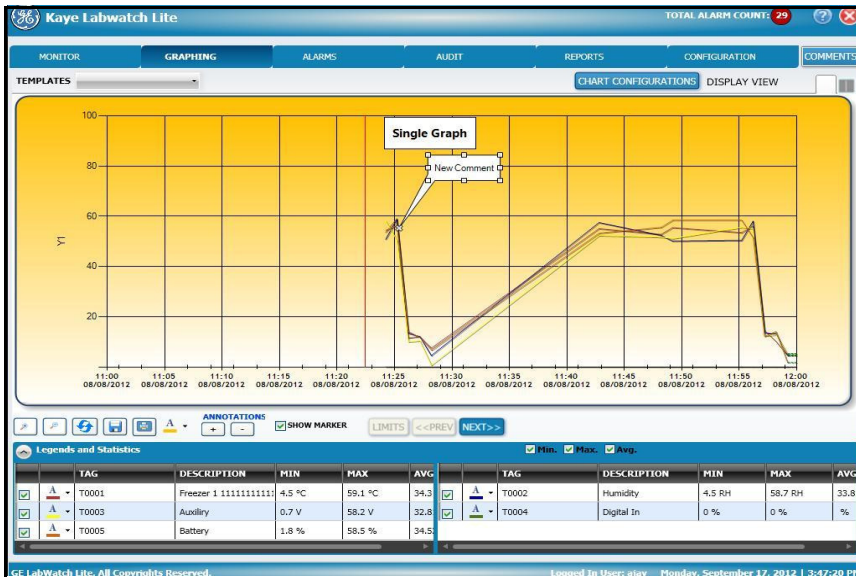 GE Kaye Labwatch Lite TOTAL ALARM COUNT: 29 ? X
MONITOR GRAPHING ALARMS AUDIT REPORTS CONFIGURATION COMMENTS
TEMPLATES CHART CONFIGURATIONS DISPLAY VIEW
Single Graph
New Comment
100
80
60
40
20
Y1
11:00 11:05 11:10 11:15 11:20 11:25 11:30 11:35 11:40 11:45 11:50 11:55 12:00
08/08/2012 08/08/2012 08/08/2012 08/08/2012 08/08/2012 08/08/2012 08/08/2012 08/08/2012 08/08/2012 08/08/2012 08/08/2012 08/08/2012 08/08/2012
A ANNOTATIONS + - SHOW MARKER LIMITS <<PREV NEXT>>
Legends and Statistics Min. Max. Avg.
TAG DESCRIPTION MIN MAX AVG TAG DESCRIPTION MIN MAX AVG
A T0001 Freezer 1 11111111111 4.5 ºC 59.1 ºC 34.3 A T0002 Humidity 4.5 RH 58.7 RH 33.8
A T0003 Auxiliry 0.7 V 58.2 V 32.8 A T0004 Digital In 0 % 0 % %
A T0005 Battery 1.8 % 58.5 % 34.5
GE LabWatch Lite. All Copyrights Reserved. Logged In User: ajay Monday, September 17, 2012 | 3:47:20 PM